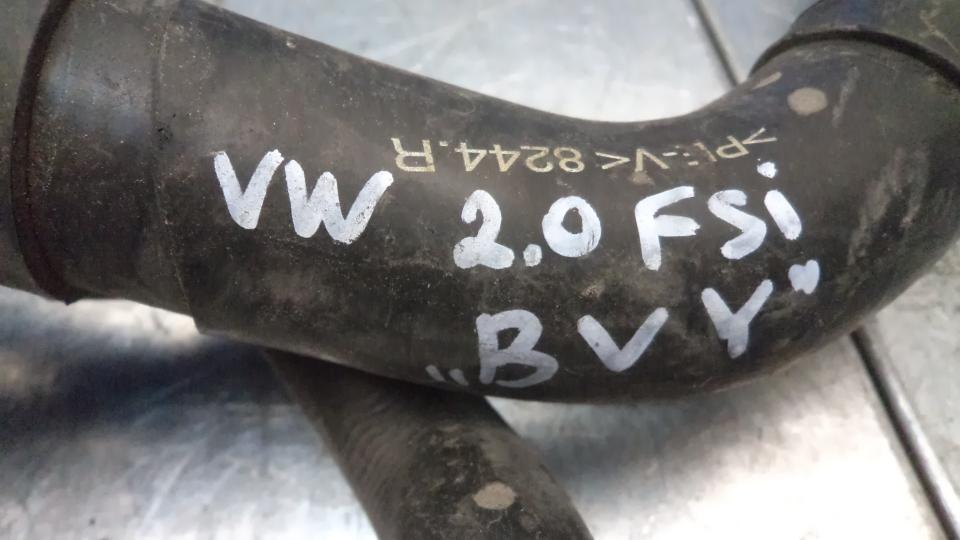 >PE-V< 8244.R
VW 2.0 FSi
„BVY"